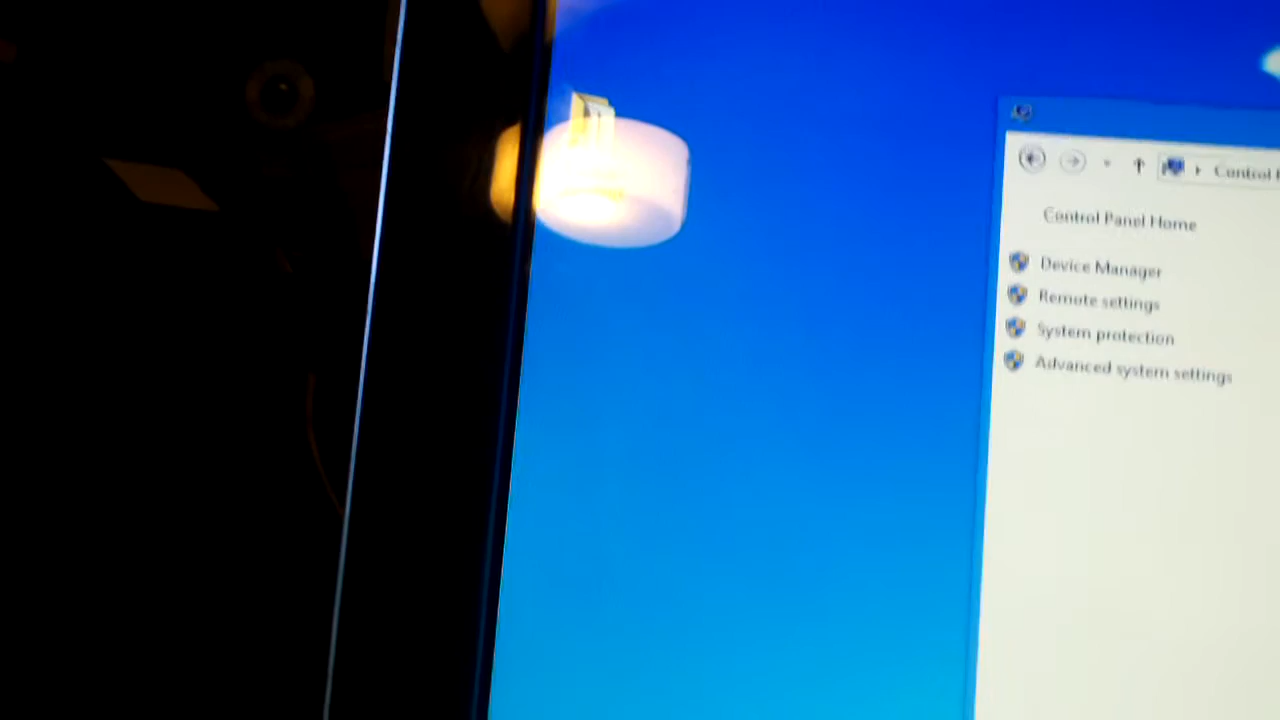 Control
Control Panel Home
Device Manager
Remote settings
System protection
Advanced system settings